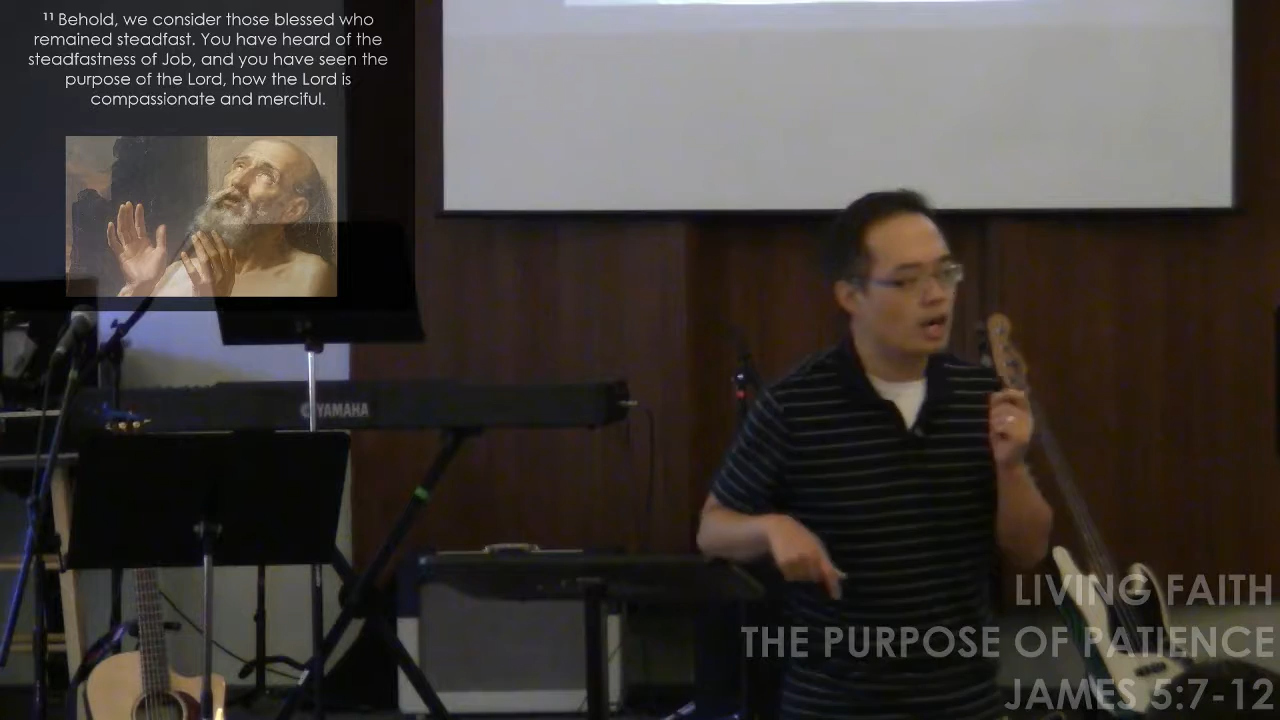 ¹¹ Behold, we consider those blessed who
remained steadfast. You have heard of the
steadfastness of Job, and you have seen the
purpose of the Lord, how the Lord is
compassionate and merciful.
YAMAHA
LIVING FAITH
THE PURPOSE OF PATIENCE
JAMES 5:7-12